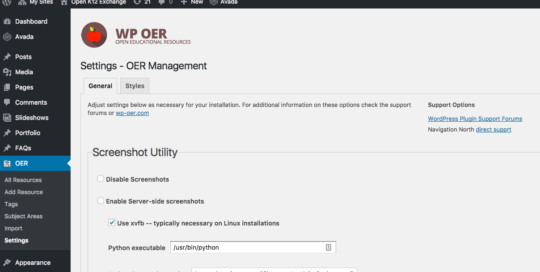 My Sites Open K12 Exchange 21 0 New Avada
Dashboard
Avada
Posts
Media
Pages
Comments
Slideshows
Portfolio
FAQs
OER
All Resources
Add Resource
Tags
Subject Areas
Import
Settings
Appearance
WP OER
OPEN EDUCATIONAL RESOURCES
Settings - OER Management
General Styles
Adjust settings below as necessary for your installation. For additional information on these options check the support
forums or wp-oer.com
Support Options
WordPress Plugin Support Forums
Navigation North direct supprt
Screenshot Utility
Disable Screenshots
Enable Server-side screenshots
Use xvfb -- typically necessary on Linux installations
Python executable /usr/bin/python